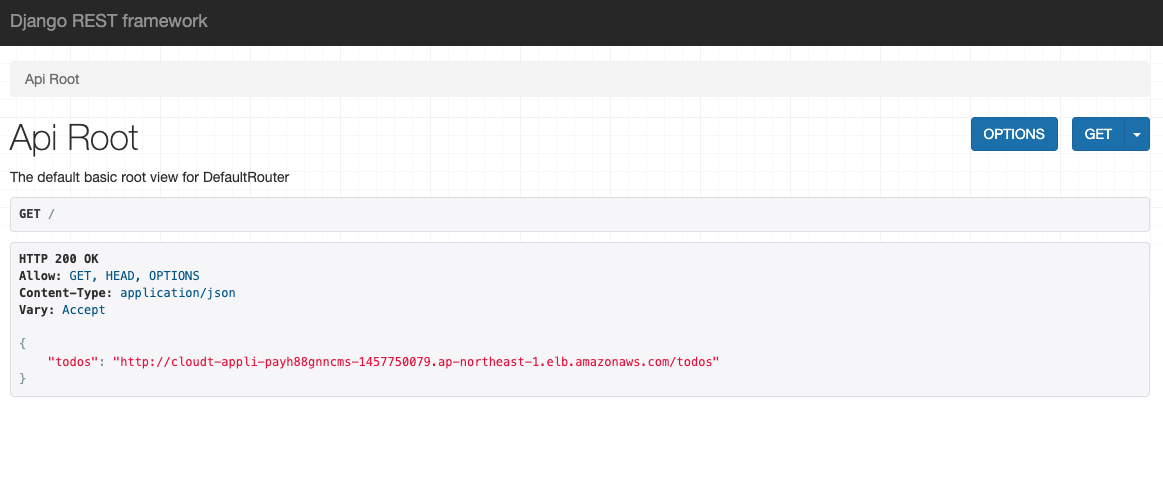 Django REST framework
Api Root
Api Root
OPTIONS
GET
The default basic root view for DefaultRouter
GET /
HTTP 200 OK
Allow: GET, HEAD, OPTIONS
Content-Type: application/json
Vary: Accept
{
    "todos": "http://cloudt-appli-payh88gnncms-1457750079.ap-northeast-1.elb.amazonaws.com/todos"
}